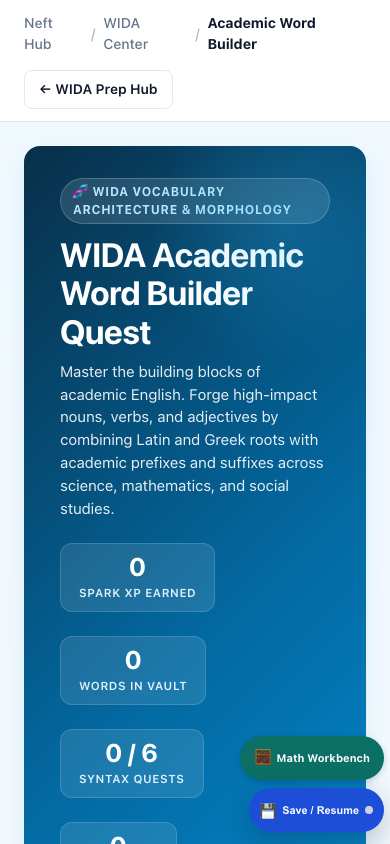 Neft Hub / WIDA Center / Academic Word Builder
← WIDA Prep Hub
🧬 WIDA VOCABULARY
ARCHITECTURE & MORPHOLOGY
WIDA Academic
Word Builder
Quest
Master the building blocks of
academic English. Forge high-impact
nouns, verbs, and adjectives by
combining Latin and Greek roots with
academic prefixes and suffixes across
science, mathematics, and social
studies.
0
SPARK XP EARNED
0
WORDS IN VAULT
0 / 6
SYNTAX QUESTS
🧱 Math Workbench
💾 Save / Resume